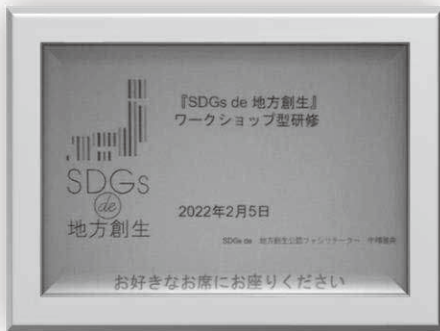 『SDGs de 地方創生』
ワークショップ型研修
SDGs
de
地方創生
2022年2月5日
SDGs de 地方創生公認ファシリテーター
お好きなお席にお座りください